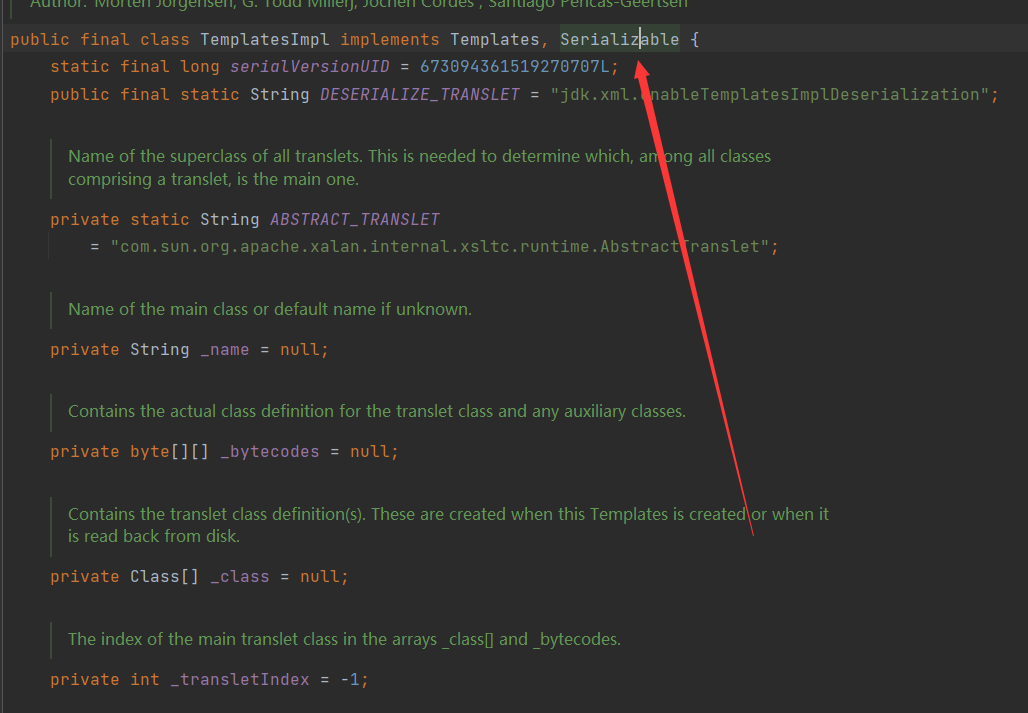 Author: Morten Jorgensen, G. Todd Millerj, Jochen Cordes , Santiago Pericas-Geertsen
public final class TemplatesImpl implements Templates, Serializable {
static final long serialVersionUID = 673094361519270707L;
public final static String DESERIALIZE_TRANSLET = "jdk.xml.enableTemplatesImplDeserialization";
Name of the superclass of all translets. This is needed to determine which, among all classes
comprising a translet, is the main one.
private static String ABSTRACT_TRANSLET
= "com.sun.org.apache.xalan.internal.xsltc.runtime.AbstractTranslet";
Name of the main class or default name if unknown.
private String _name = null;
Contains the actual class definition for the translet class and any auxiliary classes.
private byte[][] _bytecodes = null;
Contains the translet class definition(s). These are created when this Templates is created or when it
is read back from disk.
private Class[] _class = null;
The index of the main translet class in the arrays _class[] and _bytecodes.
private int _transletIndex = -1;